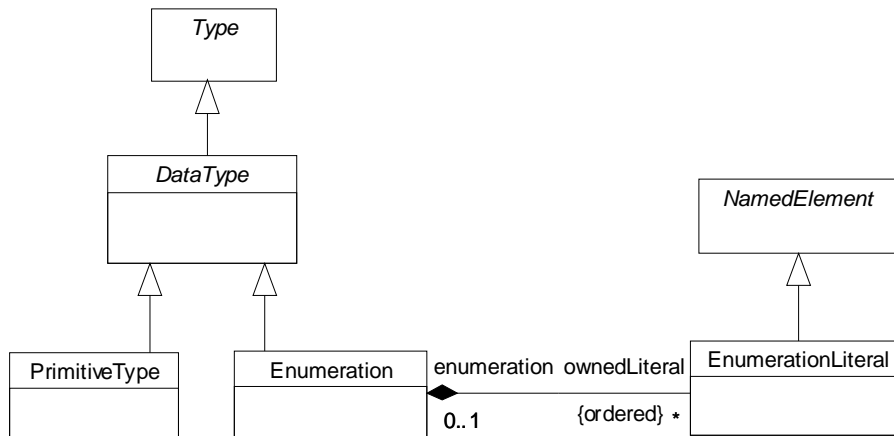 Type
DataType
NamedElement
PrimitiveType
Enumeration
enumeration ownedLiteral
EnumerationLiteral
0..1
{ordered} *